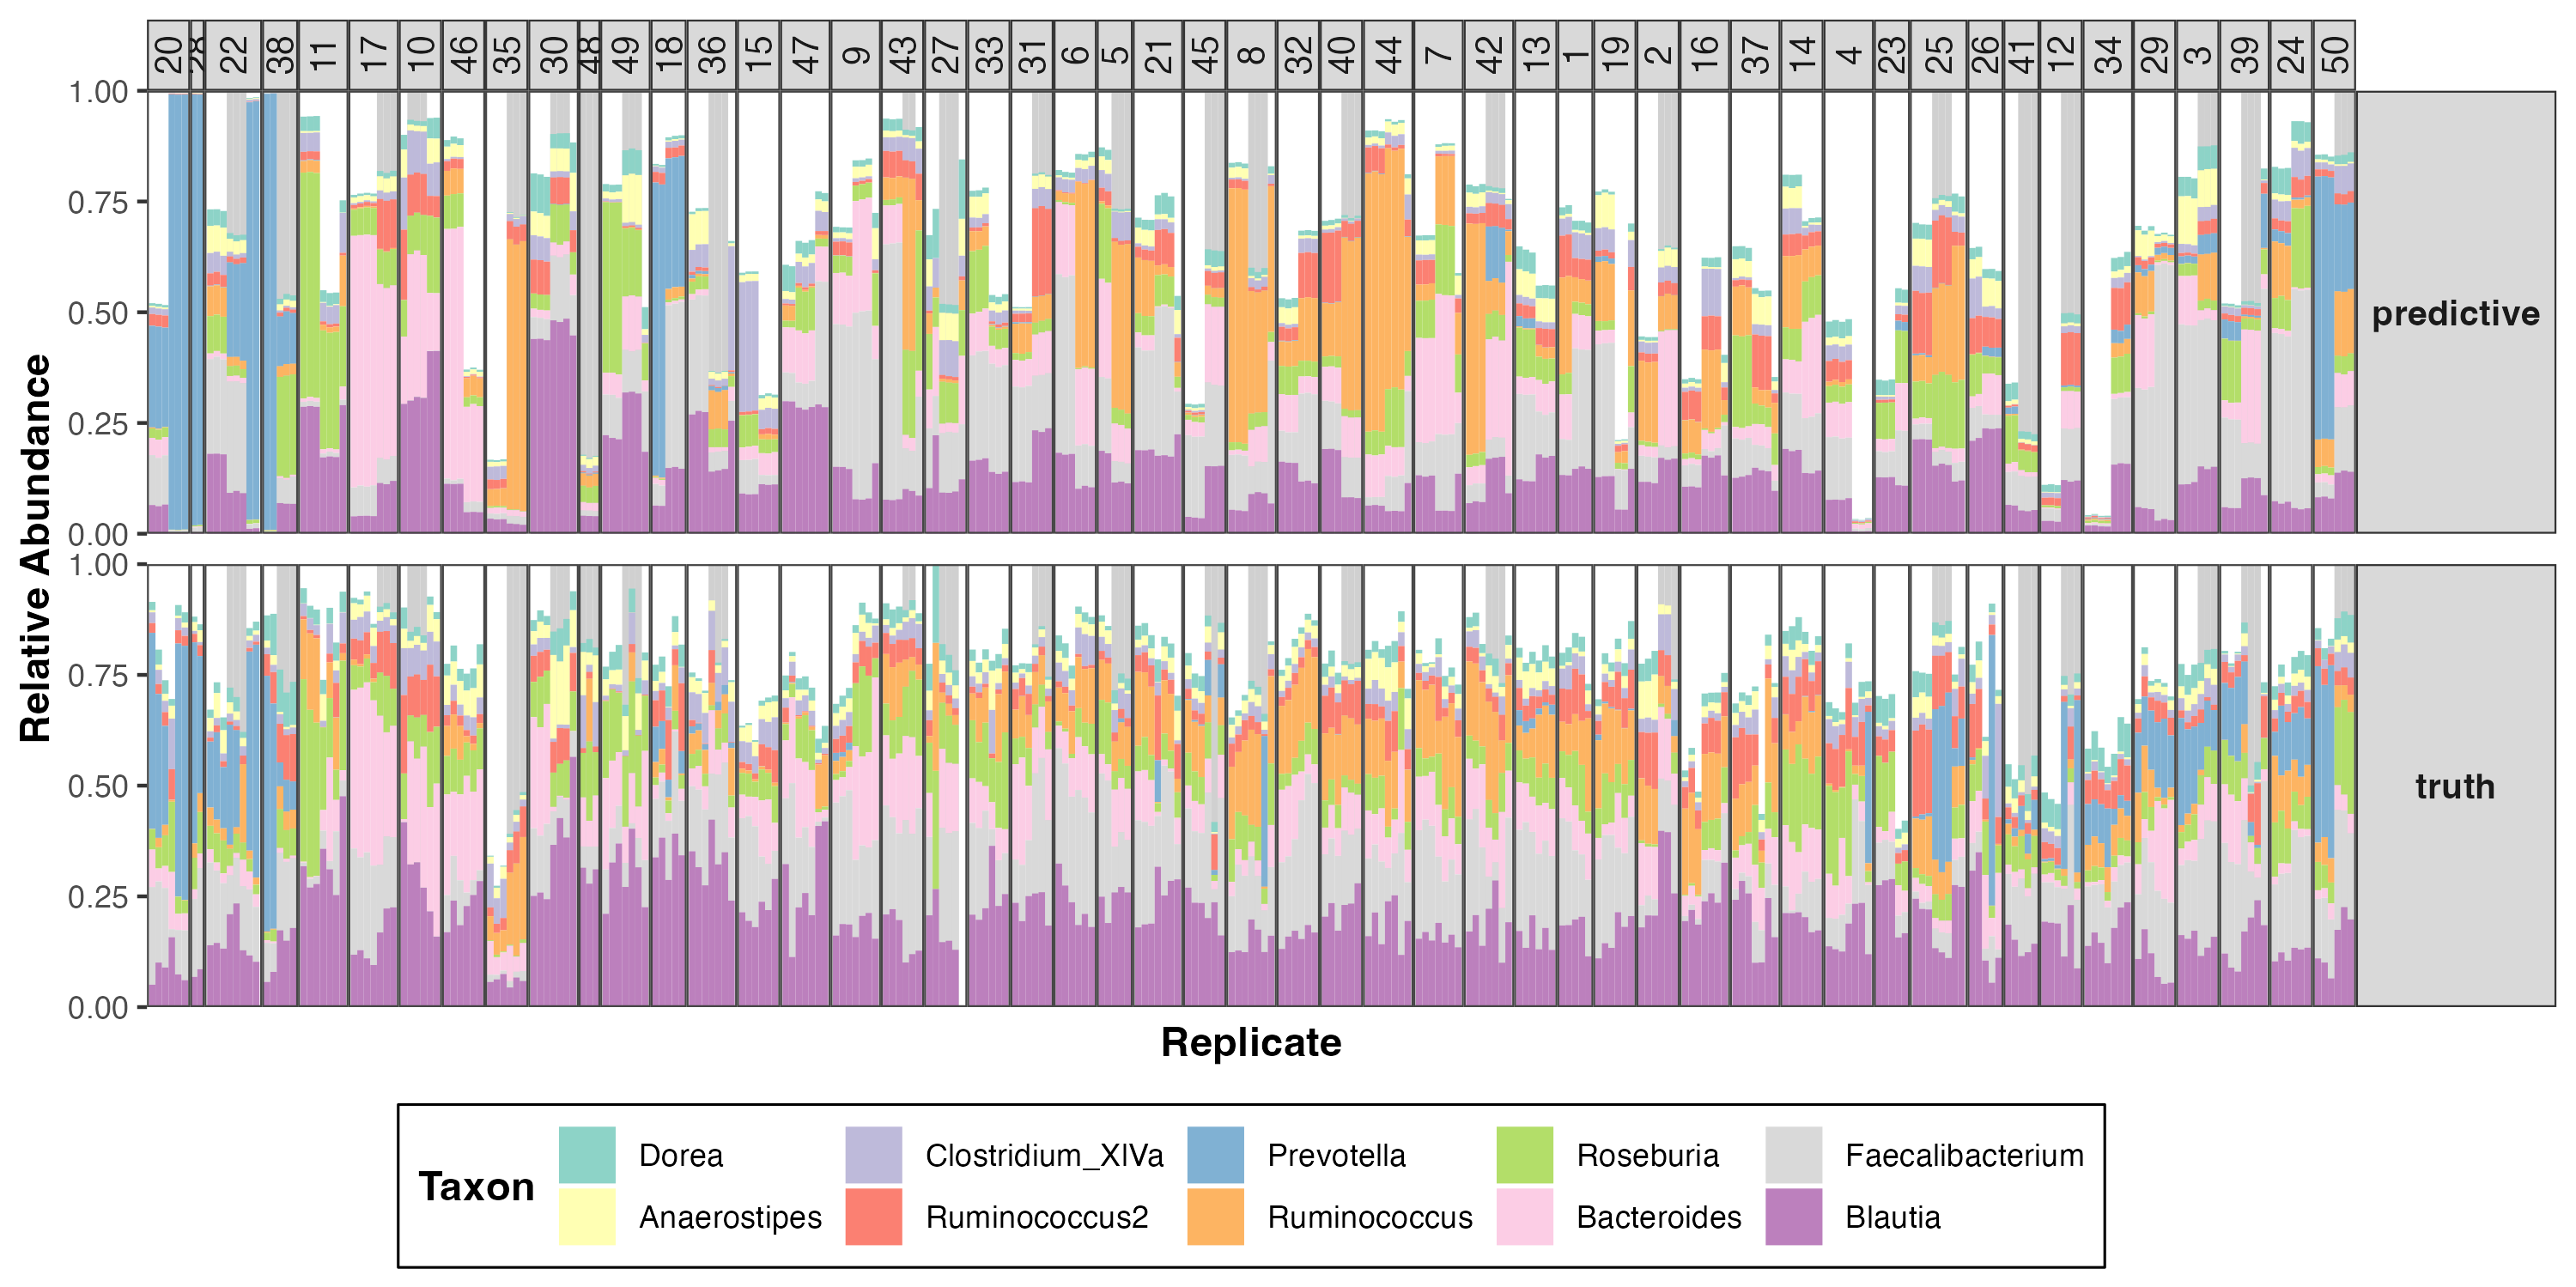 20 28 22 38 11 17 10 46 35 30 48 49 18 36 15 47 9 43 27 33 31 6 5 21 45 8 32 40 44 7 42 13 1 19 2 16 37 14 4 23 25 26 41 12 34 29 3 39 24 50
1.00
0.75
0.50
0.25
0.00
predictive
1.00
0.75
0.50
0.25
0.00
truth
Relative Abundance
Replicate
Taxon
Dorea Clostridium_XIVa Prevotella Roseburia Faecalibacterium
Anaerostipes Ruminococcus2 Ruminococcus Bacteroides Blautia